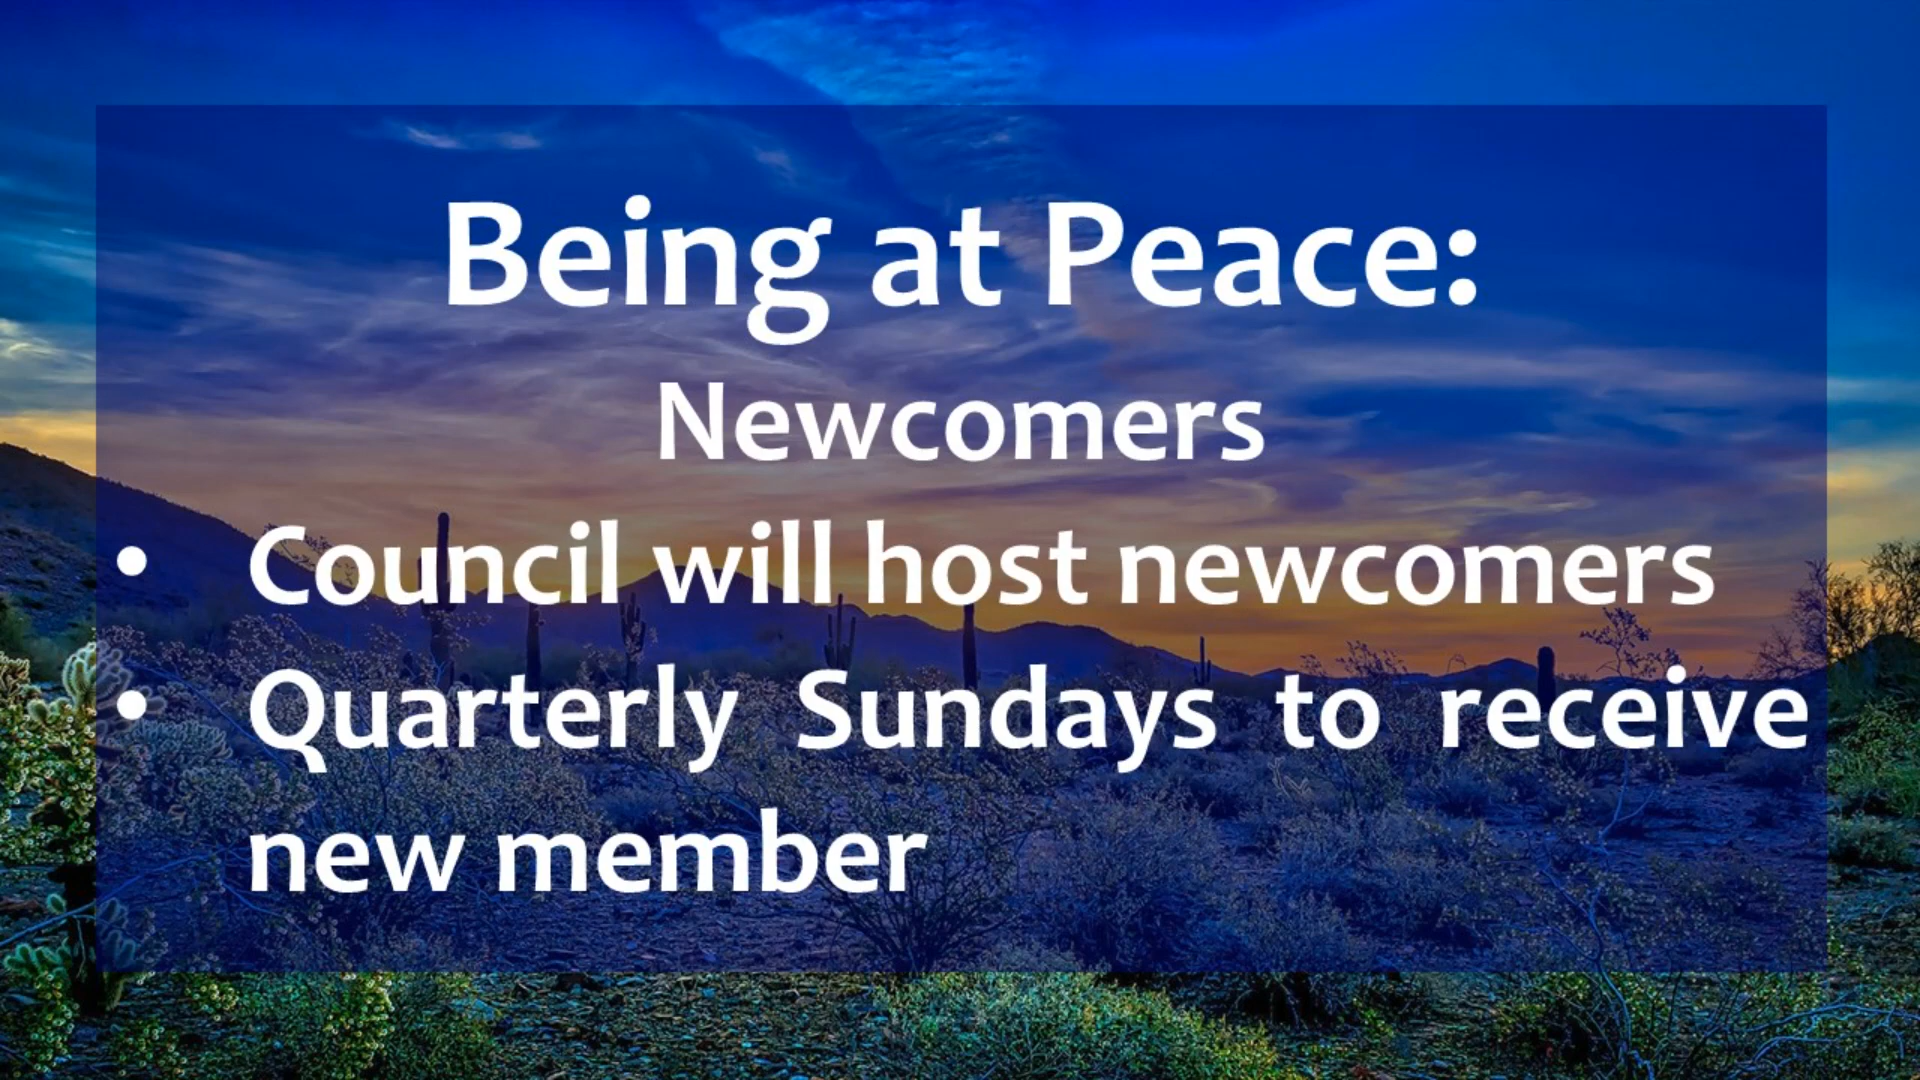 Being at Peace:
Newcomers
• Council will host newcomers
• Quarterly Sundays to receive
new member